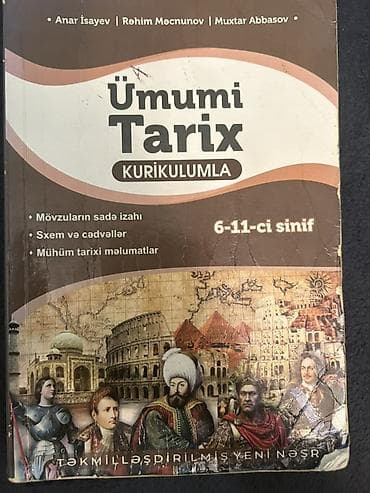 • Anar İsayev | Rəhim Məcnunov | Muxtar Abbasov •
Ümumi
Tarix
KURİKULUMLA
• Mövzuların sadə izahı
• Sxem və cədvəllər
• Mühüm tarixi məlumatlar
6-11-ci sinif
TƏKMİLLƏŞDİRİLMİŞ YENİ NƏŞR